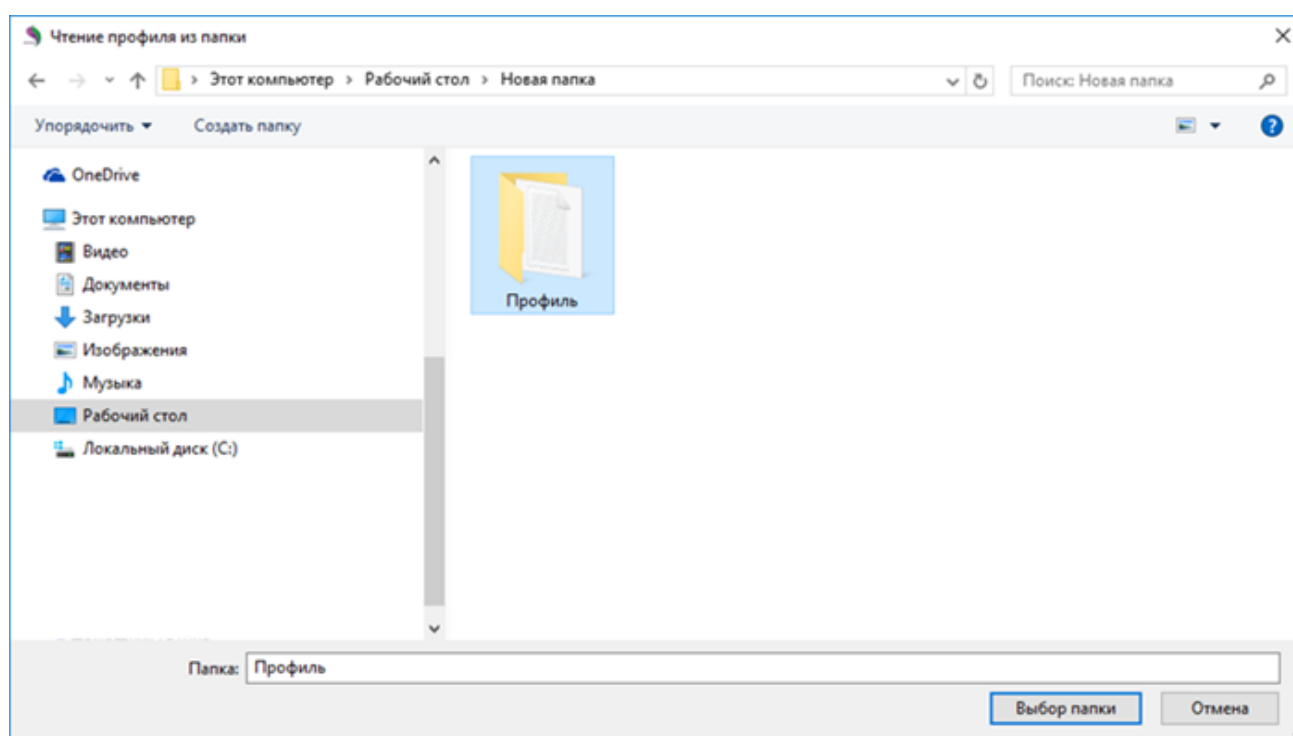 Чтение профиля из папки
Этот компьютер > Рабочий стол > Новая папка
Поиск: Новая папка
Упорядочить
Создать папку
OneDrive
Этот компьютер
Видео
Документы
Загрузки
Изображения
Музыка
Рабочий стол
Локальный диск (C:)
Профиль
Папка: Профиль
Выбор папки
Отмена